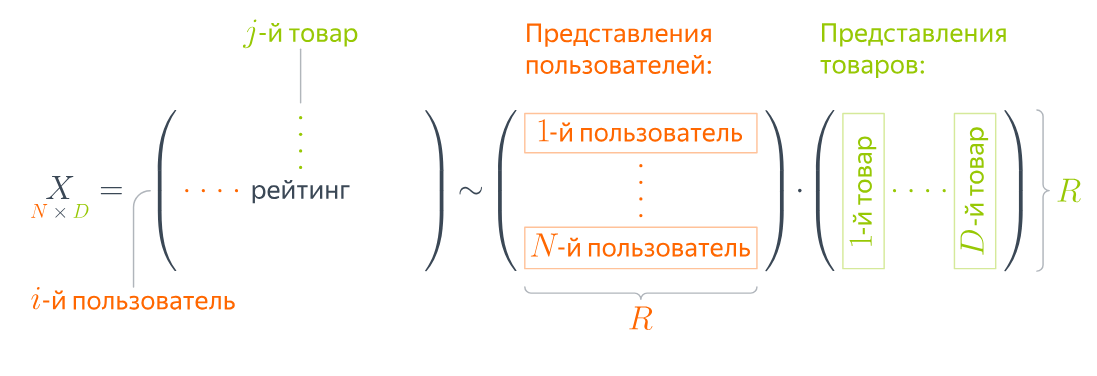 j-й товар
Представления
пользователей:
Представления
товаров:
X = ( рейтинг ) ∼ ( 1-й пользователь ) · ( 1-й товар D-й товар ) R
N × D
N-й пользователь
i-й пользователь
R